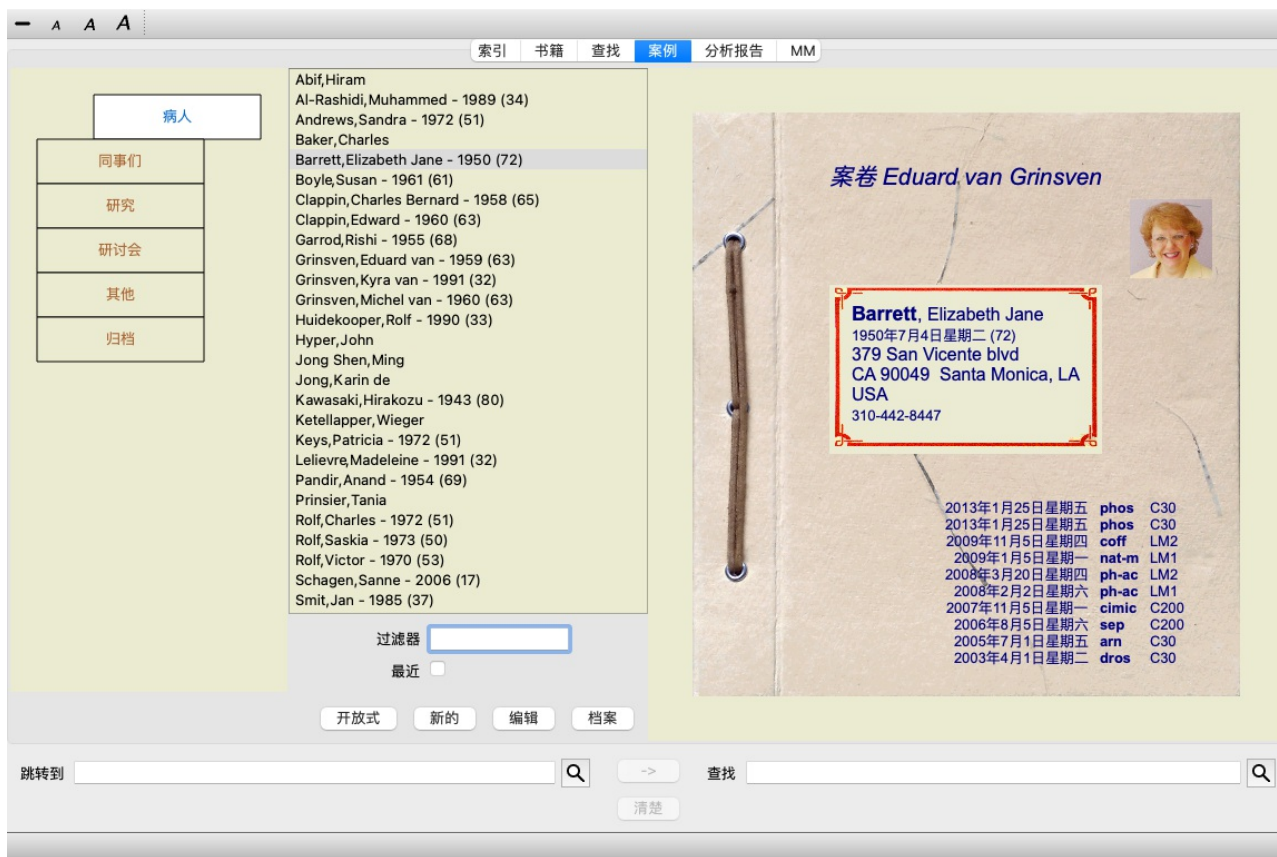 A A A
索引 书籍 查找 案例 分析报告 MM
病人
同事们
研究
研讨会
其他
归档
Abif,Hiram
Al-Rashidi,Muhammed - 1989 (34)
Andrews,Sandra - 1972 (51)
Baker,Charles
Barrett,Elizabeth Jane - 1950 (72)
Boyle,Susan - 1961 (61)
Clappin,Charles Bernard - 1958 (65)
Clappin,Edward - 1960 (63)
Garrod,Rishi - 1955 (68)
Grinsven,Eduard van - 1959 (63)
Grinsven,Kyra van - 1991 (32)
Grinsven,Michel van - 1960 (63)
Huidekooper,Rolf - 1990 (33)
Hyper,John
Jong Shen,Ming
Jong,Karin de
Kawasaki,Hirakozu - 1943 (80)
Ketellapper,Wieger
Keys,Patricia - 1972 (51)
Lelievre,Madeleine - 1991 (32)
Pandir,Anand - 1954 (69)
Prinsier,Tania
Rolf,Charles - 1972 (51)
Rolf,Saskia - 1973 (50)
Rolf,Victor - 1970 (53)
Schagen,Sanne - 2006 (17)
Smit,Jan - 1985 (37)
过滤器
最近
开放式 新的 编辑 档案
案卷 Eduard van Grinsven
Barrett, Elizabeth Jane
1950年7月4日星期二 (72)
379 San Vicente blvd
CA 90049 Santa Monica, LA
USA
310-442-8447
2013年1月25日星期五 phos C30
2013年1月25日星期五 phos C30
2009年11月5日星期四 coff LM2
2009年1月5日星期一 nat-m LM1
2008年3月20日星期四 ph-ac LM2
2008年2月2日星期六 ph-ac LM1
2007年11月5日星期一 cimic C200
2006年8月5日星期六 sep C200
2005年7月1日星期五 arn C30
2003年4月1日星期二 dros C30
跳转到 -> 查找
清楚